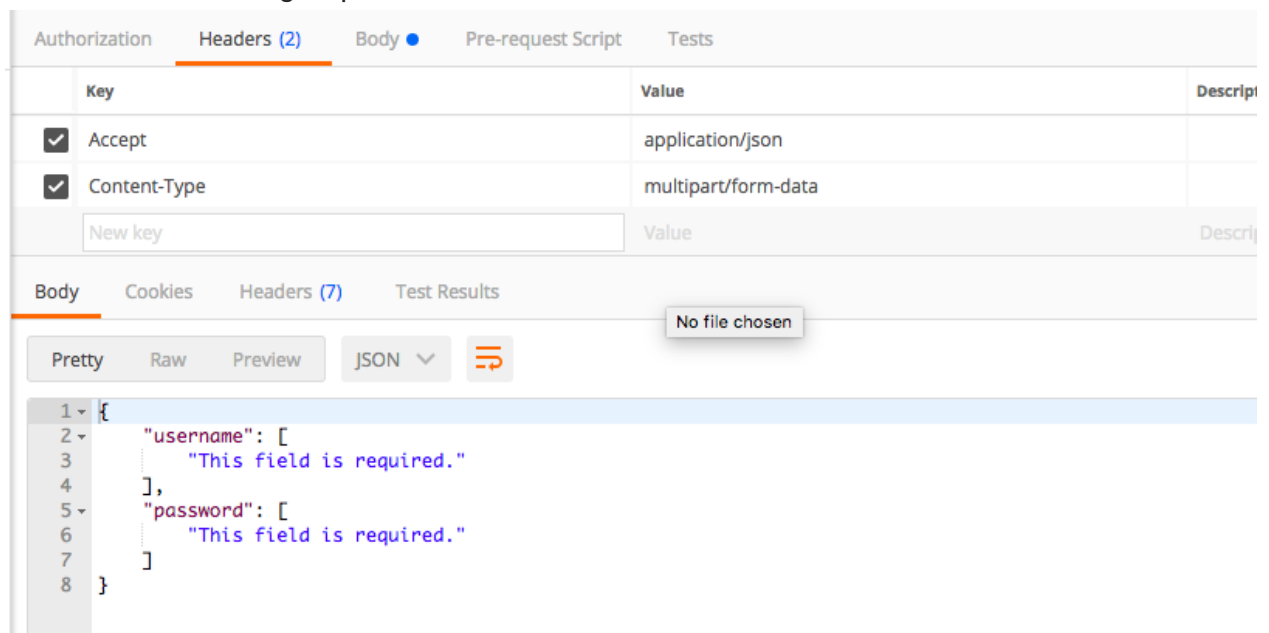 Authorization Headers (2) Body Pre-request Script Tests
Key Value Descript
Accept application/json
Content-Type multipart/form-data
New key Value Descrip
Body Cookies Headers (7) Test Results
No file chosen
Pretty Raw Preview JSON
1 {
2 "username": [
3 "This field is required."
4 ],
5 "password": [
6 "This field is required."
7 ]
8 }